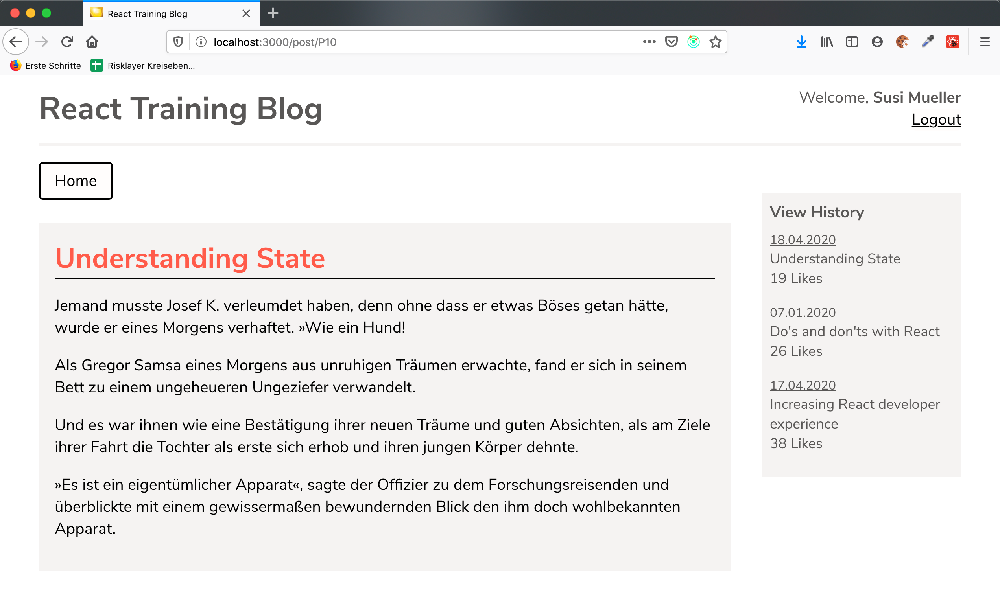 React Training Blog
localhost:3000/post/P10
Erste Schritte
Risklayer Kreiseben...
React Training Blog
Welcome, Susi Mueller
Logout
Home
Understanding State
Jemand musste Josef K. verleumdet haben, denn ohne dass er etwas Böses getan hätte,
wurde er eines Morgens verhaftet. »Wie ein Hund!
Als Gregor Samsa eines Morgens aus unruhigen Träumen erwachte, fand er sich in seinem
Bett zu einem ungeheueren Ungeziefer verwandelt.
Und es war ihnen wie eine Bestätigung ihrer neuen Träume und guten Absichten, als am Ziele
ihrer Fahrt die Tochter als erste sich erhob und ihren jungen Körper dehnte.
»Es ist ein eigentümlicher Apparat«, sagte der Offizier zu dem Forschungsreisenden und
überblickte mit einem gewissermaßen bewundernden Blick den ihm doch wohlbekannten
Apparat.
View History
18.04.2020
Understanding State
19 Likes
07.01.2020
Do's and don'ts with React
26 Likes
17.04.2020
Increasing React developer
experience
38 Likes